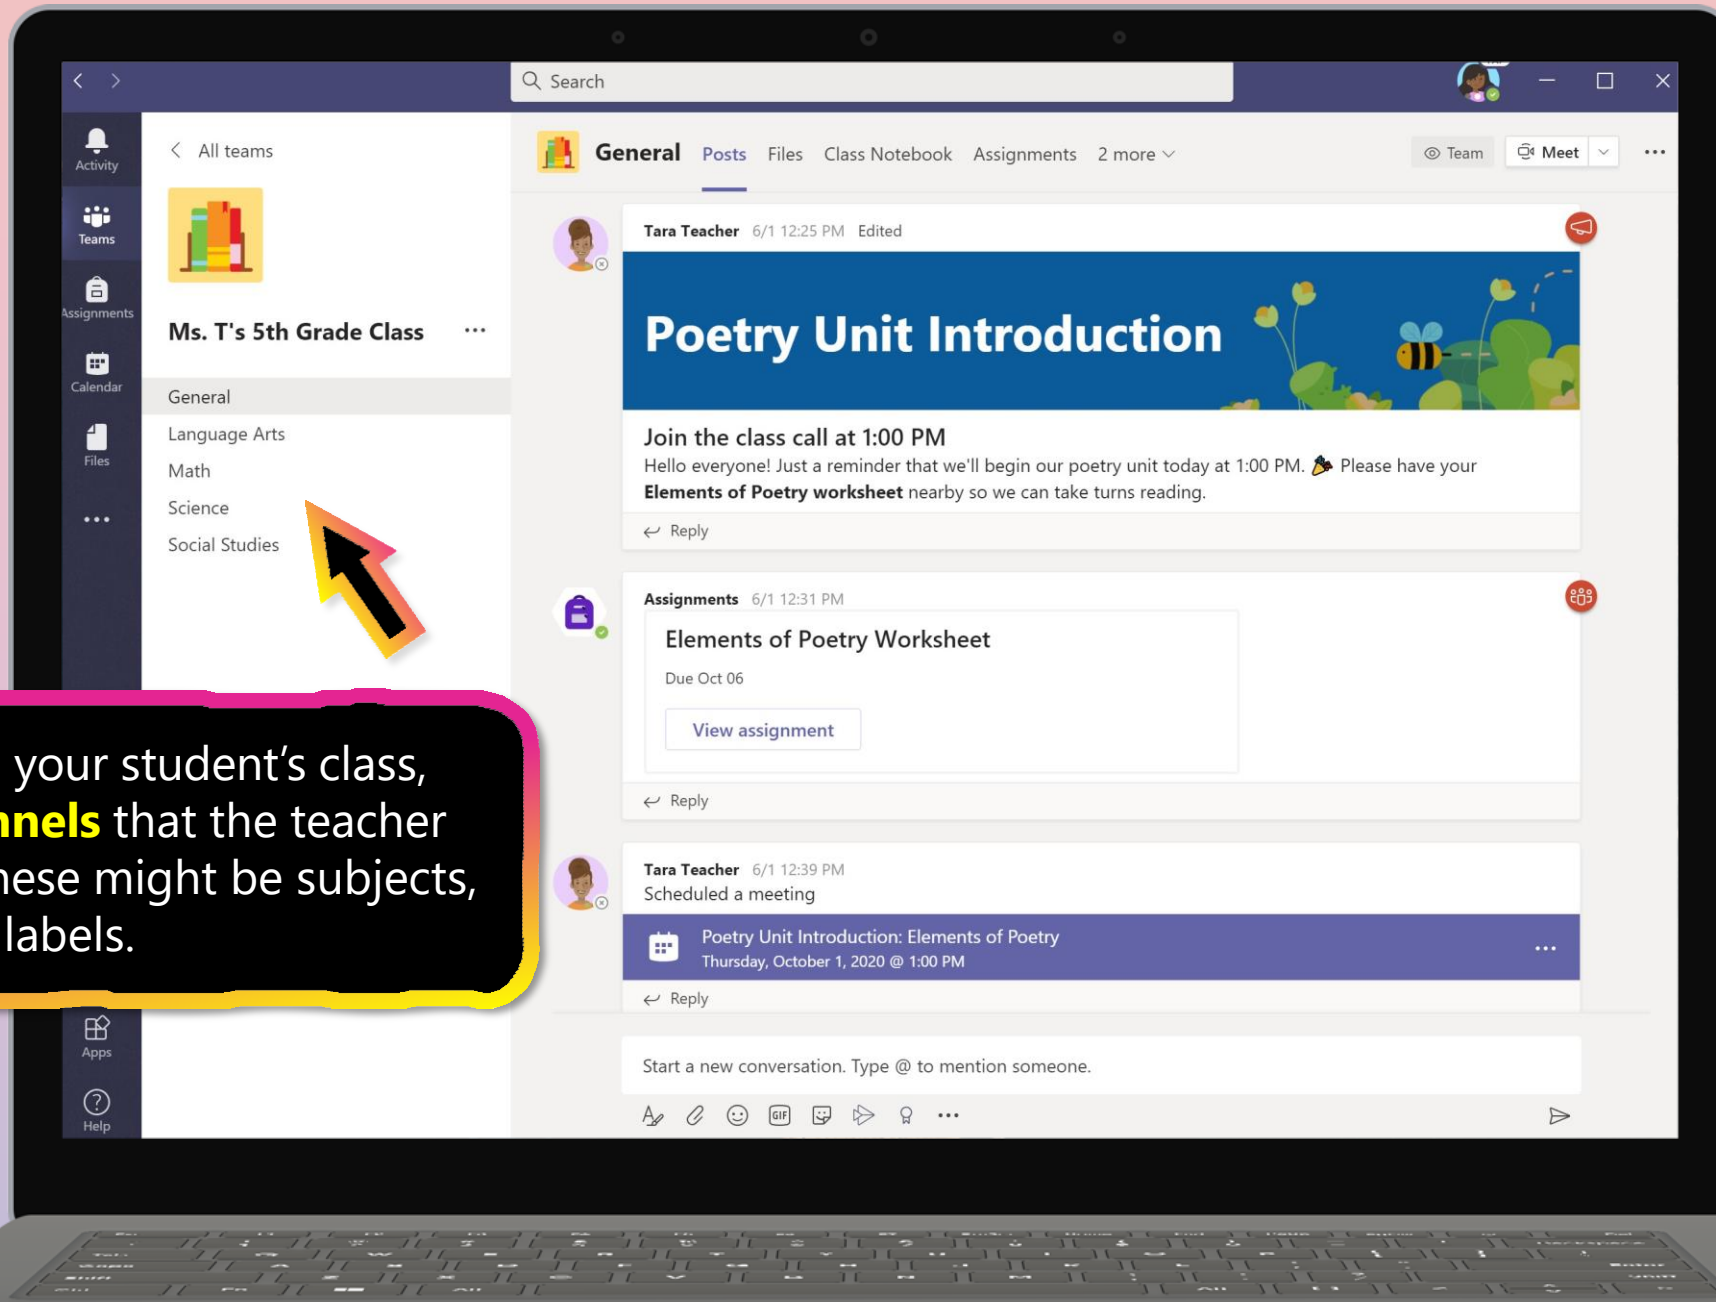 Search
Activity
Teams
Assignments
Calendar
Files
Apps
Help
All teams
Ms. T's 5th Grade Class
General
Language Arts
Math
Science
Social Studies
General Posts Files Class Notebook Assignments 2 more
Team Meet
Tara Teacher 6/1 12:25 PM Edited
Poetry Unit Introduction
Join the class call at 1:00 PM
Hello everyone! Just a reminder that we'll begin our poetry unit today at 1:00 PM. 🎉 Please have your
Elements of Poetry worksheet nearby so we can take turns reading.
Reply
Assignments 6/1 12:31 PM
Elements of Poetry Worksheet
Due Oct 06
View assignment
Reply
Tara Teacher 6/1 12:39 PM
Scheduled a meeting
Poetry Unit Introduction: Elements of Poetry
Thursday, October 1, 2020 @ 1:00 PM
Reply
Start a new conversation. Type @ to mention someone.
GIF
your student's class,
nnels that the teacher
hese might be subjects,
labels.